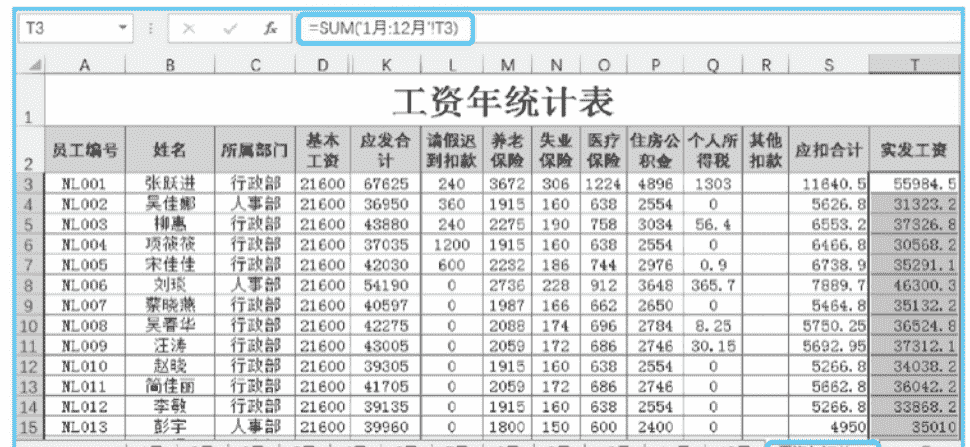 T3 fx =SUM('1月:12月'!T3)
A B C D K L M N O P Q R S T
1 工资年统计表
2 员工编号 姓名 所属部门 基本工资 应发合计 请假迟到扣款 养老保险 失业保险 医疗保险 住房公积金 个人所得税 其他扣款 应扣合计 实发工资
3 NL001 张跃进 行政部 21600 67625 240 3672 306 1224 4896 1303 11640.5 55984.5
4 NL002 吴佳娜 人事部 21600 36950 360 1915 160 638 2554 0 5626.8 31323.2
5 NL003 柳惠 行政部 21600 43880 240 2275 190 758 3034 56.4 6553.2 37326.8
6 NL004 项筱筱 行政部 21600 37035 1200 1915 160 638 2554 0 6466.8 30568.2
7 NL005 宋佳佳 行政部 21600 42030 600 2232 186 744 2976 0.9 6738.9 35291.1
8 NL006 刘琰 人事部 21600 54190 0 2736 228 912 3648 365.7 7889.7 46300.3
9 NL007 蔡晓燕 行政部 21600 40597 0 1987 166 662 2650 0 5464.8 35132.2
10 NL008 吴春华 行政部 21600 42275 0 2088 174 696 2784 8.25 5750.25 36524.8
11 NL009 汪涛 行政部 21600 43005 0 2059 172 686 2746 30.15 5692.95 37312.1
12 NL010 赵晓 行政部 21600 39305 0 1915 160 638 2554 0 5266.8 34038.2
13 NL011 简佳丽 行政部 21600 41705 0 2059 172 686 2746 0 5662.8 36042.2
14 NL012 李敏 行政部 21600 39135 0 1915 160 638 2554 0 5266.8 33868.2
15 NL013 彭宇 人事部 21600 39960 0 1800 150 600 2400 0 4950 35010